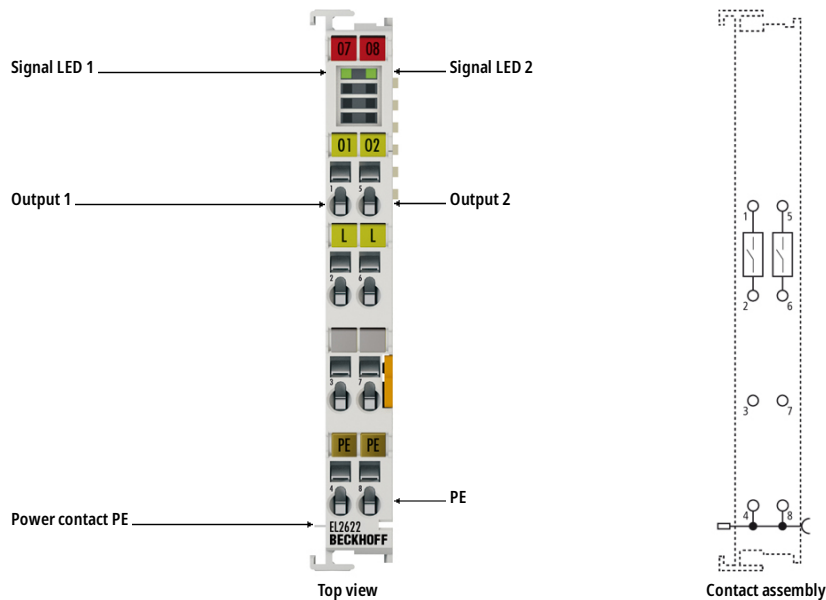 07 08
Signal LED 1
Signal LED 2
01 02
1 5
Output 1
Output 2
L L
2 6
3 7
PE PE
4 8
PE
Power contact PE
EL2622
BECKHOFF
Top view
1 5
2 6
3 7
4 8
Contact assembly